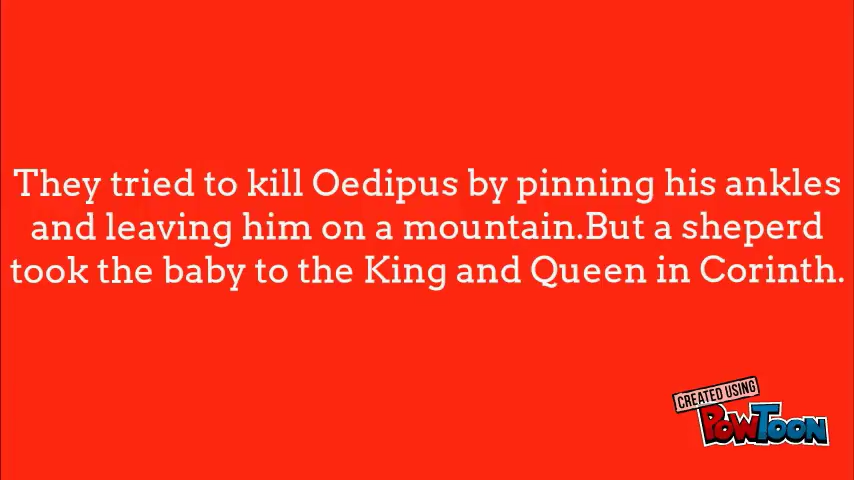 They tried to kill Oedipus by pinning his ankles
and leaving him on a mountain.But a sheperd
took the baby to the King and Queen in Corinth.
CREATED USING
POWTOON